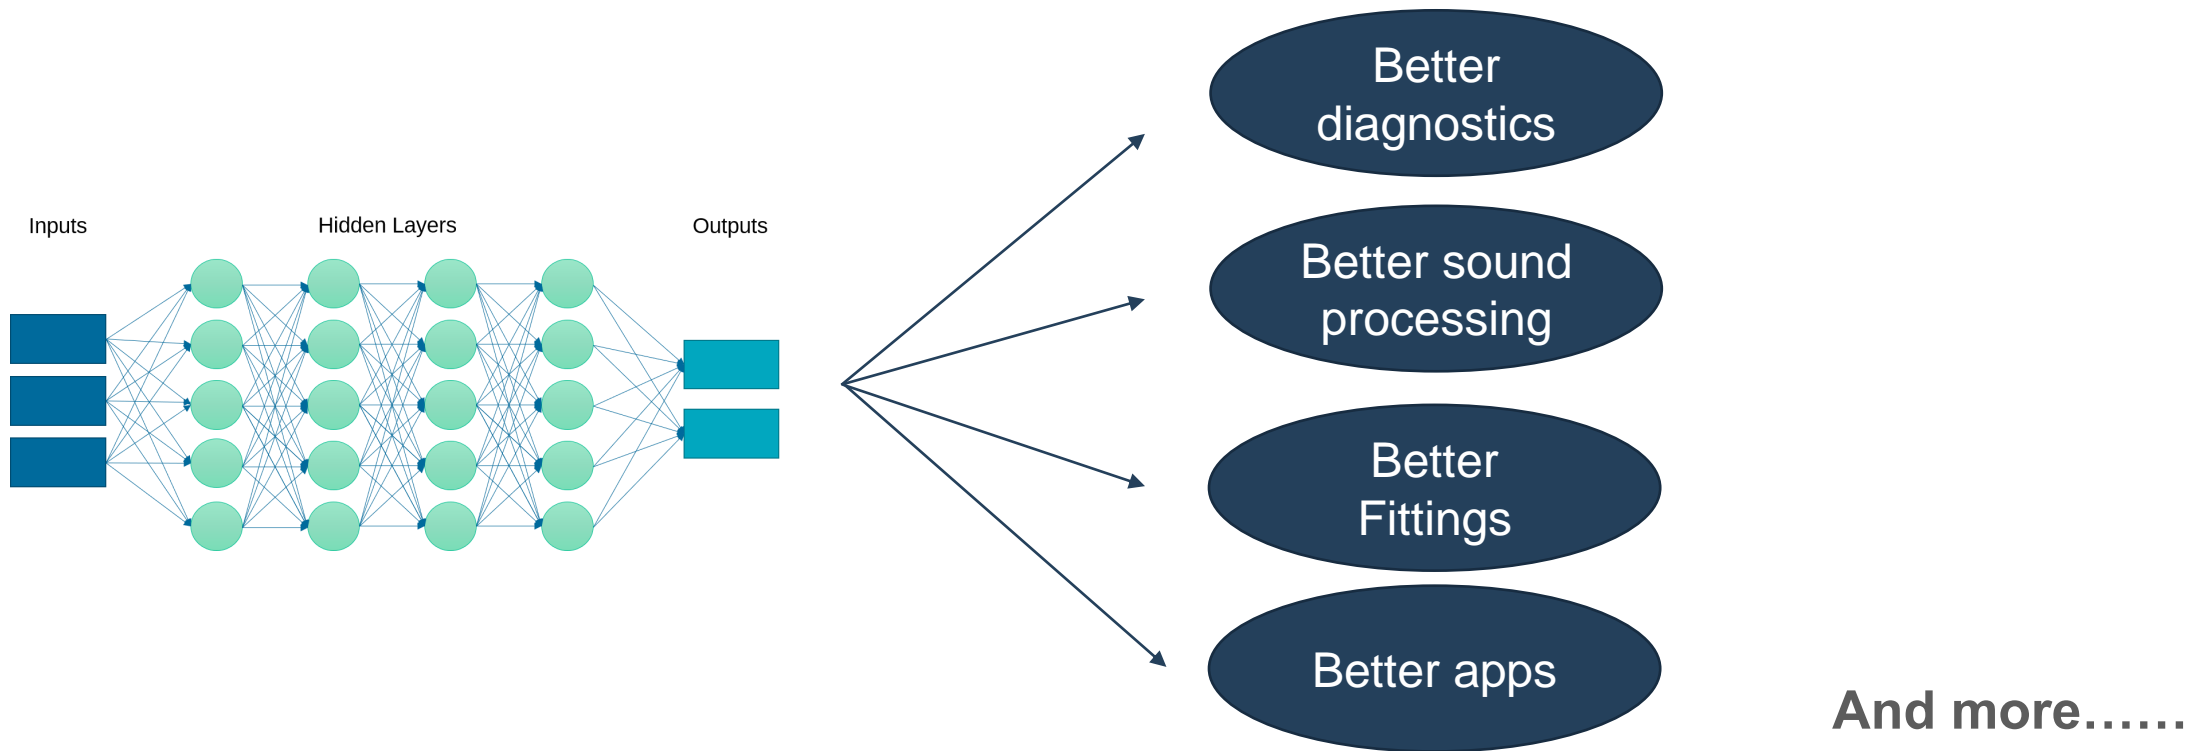 Inputs
Hidden Layers
Outputs
Better
diagnostics
Better sound
processing
Better
Fittings
Better apps
And more……